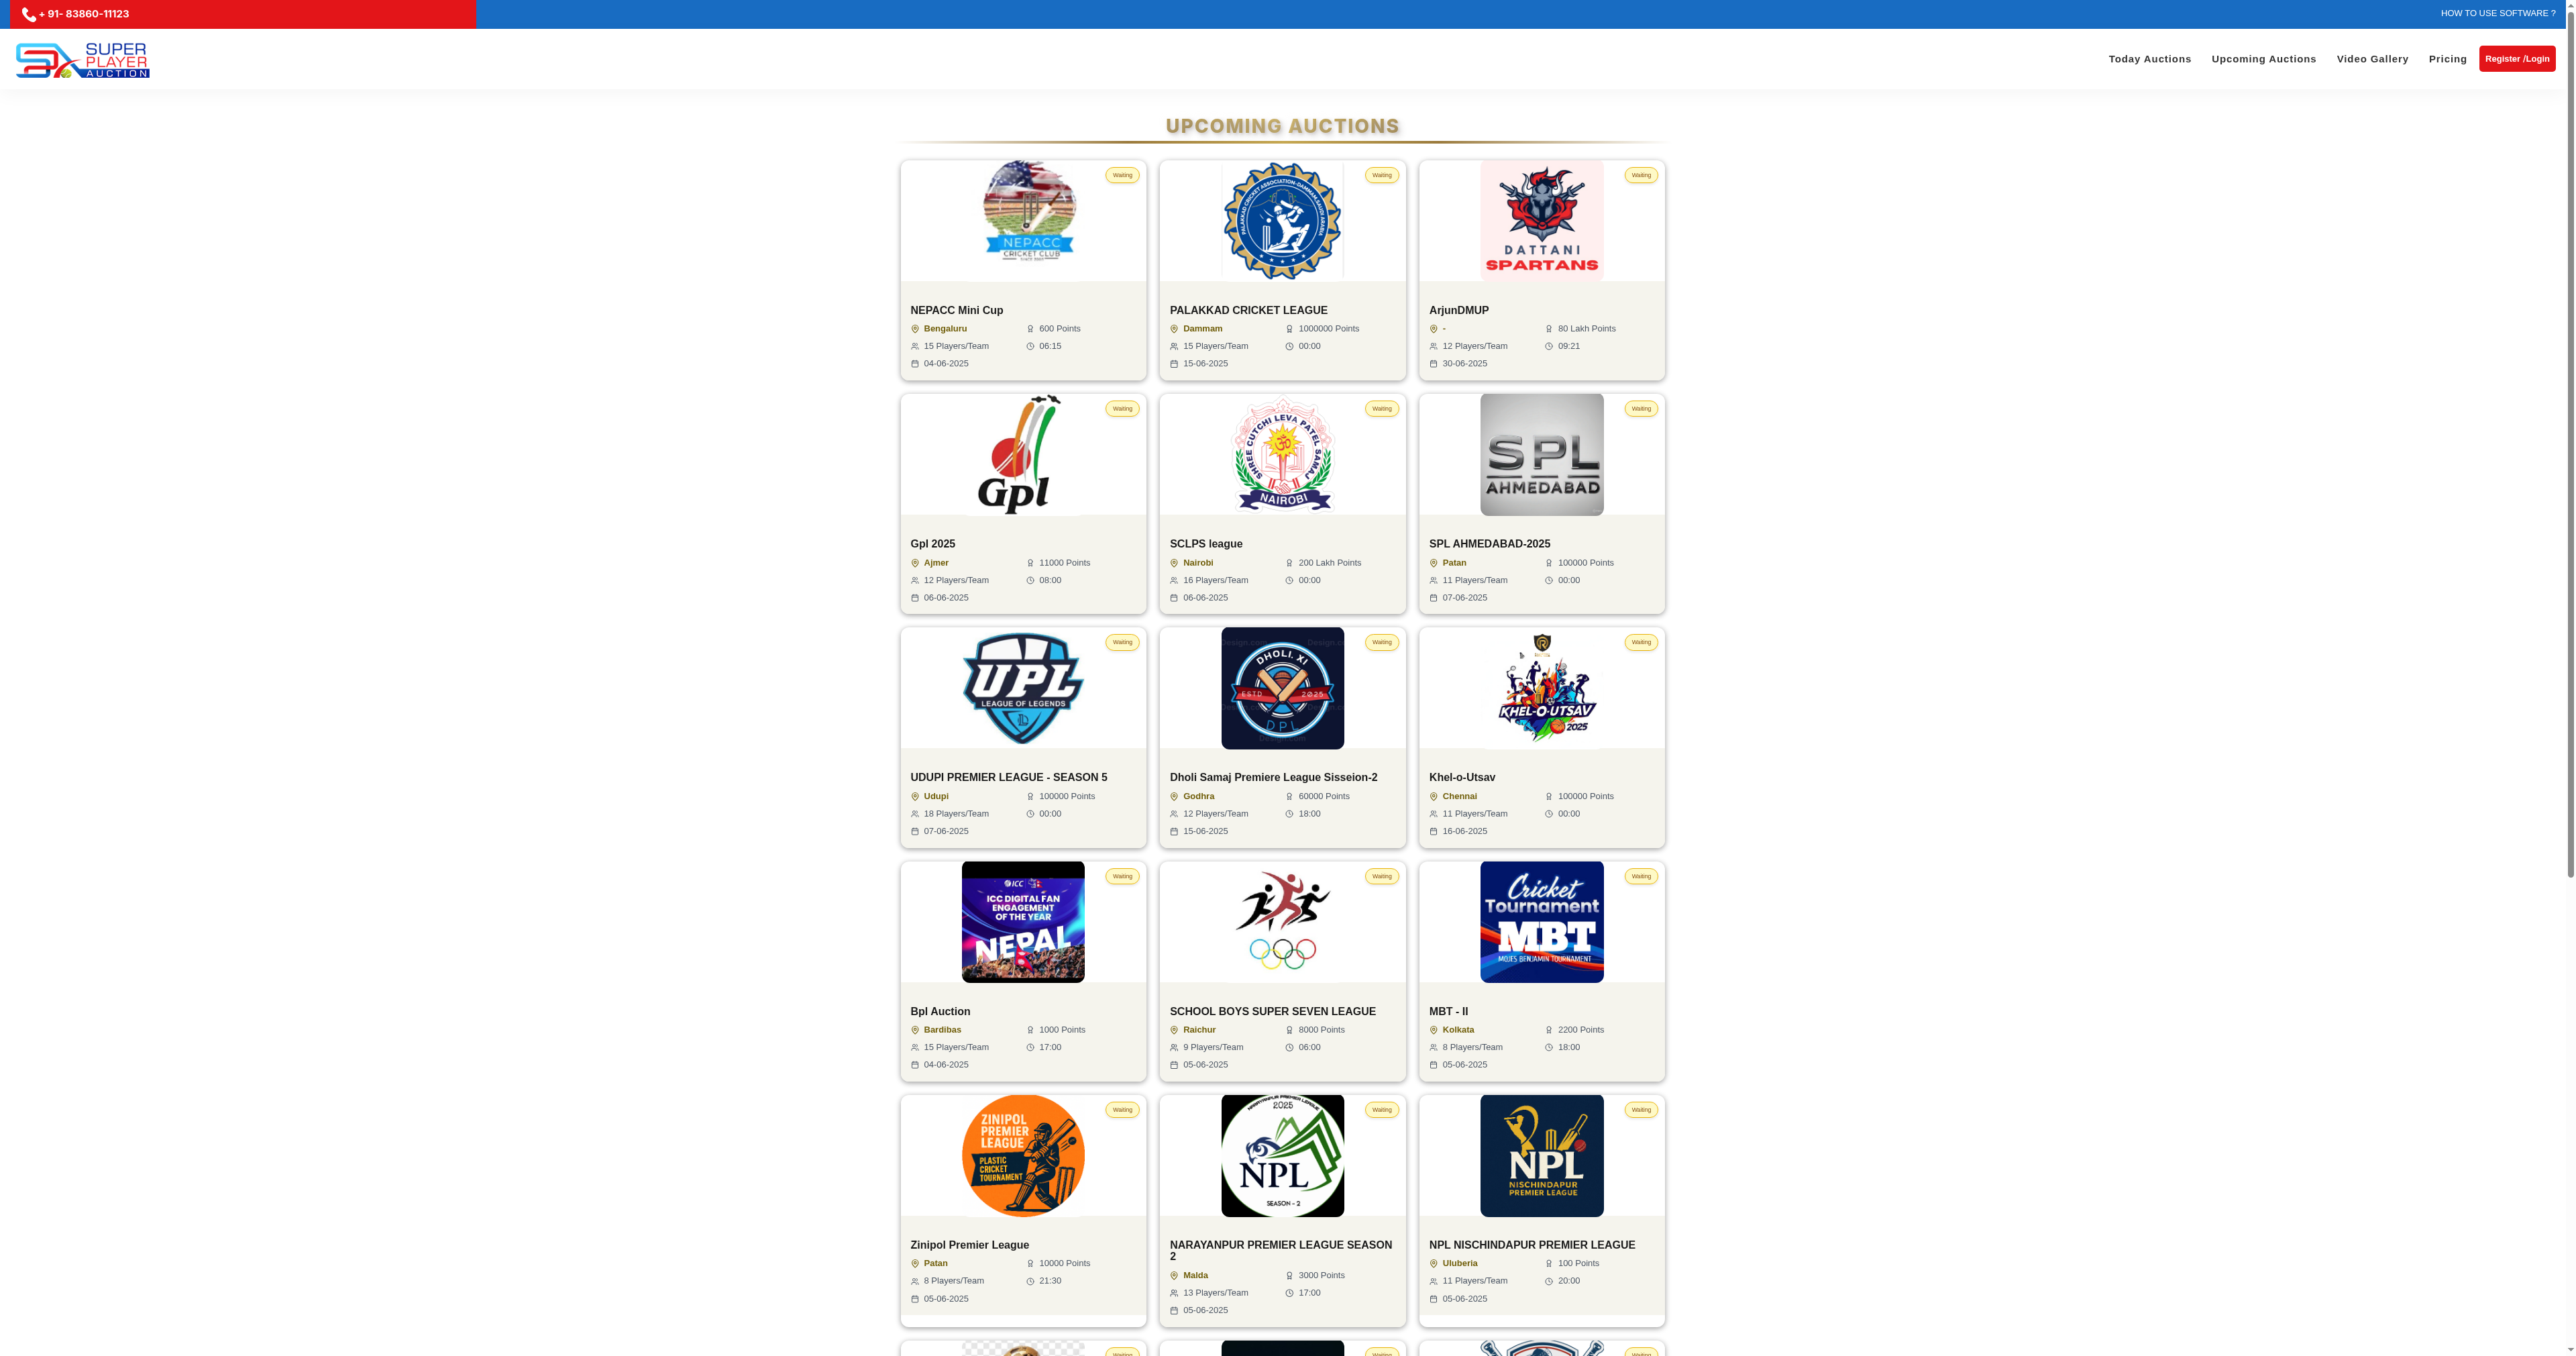 + 91- 83860-11123
HOW TO USE SOFTWARE ?
SUPER
PLAYER
AUCTION
Today Auctions
Upcoming Auctions
Video Gallery
Pricing
Register /Login
UPCOMING AUCTIONS
Waiting
NEPACC
CRICKET CLUB
NEPACC Mini Cup
Bengaluru
600 Points
15 Players/Team
06:15
04-06-2025
Waiting
PALAKKAD CRICKET ASSOCIATION-DAMMAM, SAUDI ARABIA
PALAKKAD CRICKET LEAGUE
Dammam
1000000 Points
15 Players/Team
00:00
15-06-2025
Waiting
DATTANI
SPARTANS
ArjunDMUP
-
80 Lakh Points
12 Players/Team
09:21
30-06-2025
Waiting
Gpl
Gpl 2025
Ajmer
11000 Points
12 Players/Team
08:00
06-06-2025
Waiting
SHREE CUTCHI LEVA PATEL SAMAJ
NAIROBI
SCLPS league
Nairobi
200 Lakh Points
16 Players/Team
00:00
06-06-2025
Waiting
SPL
AHMEDABAD
SPL AHMEDABAD-2025
Patan
100000 Points
11 Players/Team
00:00
07-06-2025
Waiting
UPL
LEAGUE OF LEGENDS
UDUPI PREMIER LEAGUE - SEASON 5
Udupi
100000 Points
18 Players/Team
00:00
07-06-2025
Waiting
DHOLI. XI
ESTD 2025
DPL
Dholi Samaj Premiere League Sisseion-2
Godhra
60000 Points
12 Players/Team
18:00
15-06-2025
Waiting
KHEL-O-UTSAV
2025
Khel-o-Utsav
Chennai
100000 Points
11 Players/Team
00:00
16-06-2025
Waiting
ICC
ICC DIGITAL FAN
ENGAGEMENT
OF THE YEAR
NEPAL
Bpl Auction
Bardibas
1000 Points
15 Players/Team
17:00
04-06-2025
Waiting
SCHOOL BOYS SUPER SEVEN LEAGUE
Raichur
8000 Points
9 Players/Team
06:00
05-06-2025
Waiting
Cricket
Tournament
MBT
MOJES BENJAMIN TOURNAMENT
MBT - II
Kolkata
2200 Points
8 Players/Team
18:00
05-06-2025
Waiting
ZINIPOL
PREMIER
LEAGUE
PLASTIC
CRICKET
TOURNAMENT
Zinipol Premier League
Patan
10000 Points
8 Players/Team
21:30
05-06-2025
Waiting
NARAYANPUR PREMIER LEAGUE
2025
NPL
SEASON - 2
NARAYANPUR PREMIER LEAGUE SEASON
2
Malda
3000 Points
13 Players/Team
17:00
05-06-2025
Waiting
NPL
NISCHINDAPUR
PREMIER LEAGUE
NPL NISCHINDAPUR PREMIER LEAGUE
Uluberia
100 Points
11 Players/Team
20:00
05-06-2025
Waiting
Waiting
Waiting